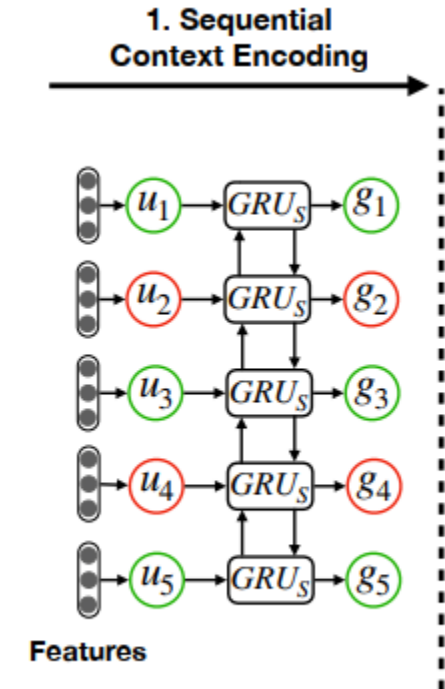 1. Sequential
Context Encoding
u1 GRUS g1
u2 GRUS g2
u3 GRUS g3
u4 GRUS g4
u5 GRUS g5
Features